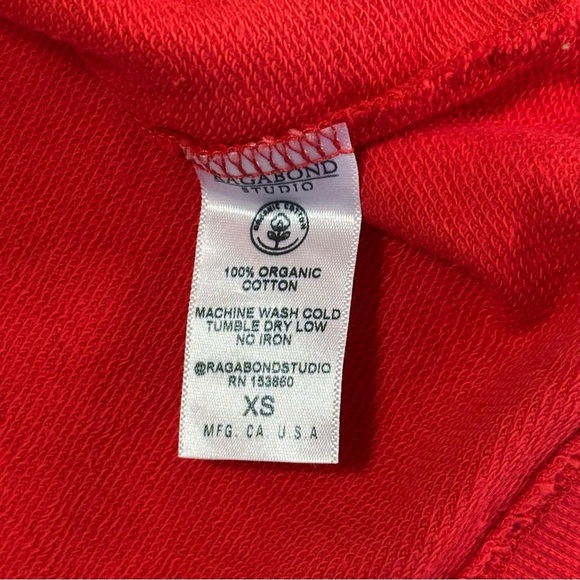 RAGABOND
STUDIO
ORGANIC COTTON
100% ORGANIC
COTTON
MACHINE WASH COLD
TUMBLE DRY LOW
NO IRON
@RAGABONDSTUDIO
RN 153860
XS
MFG. CA. U.S.A